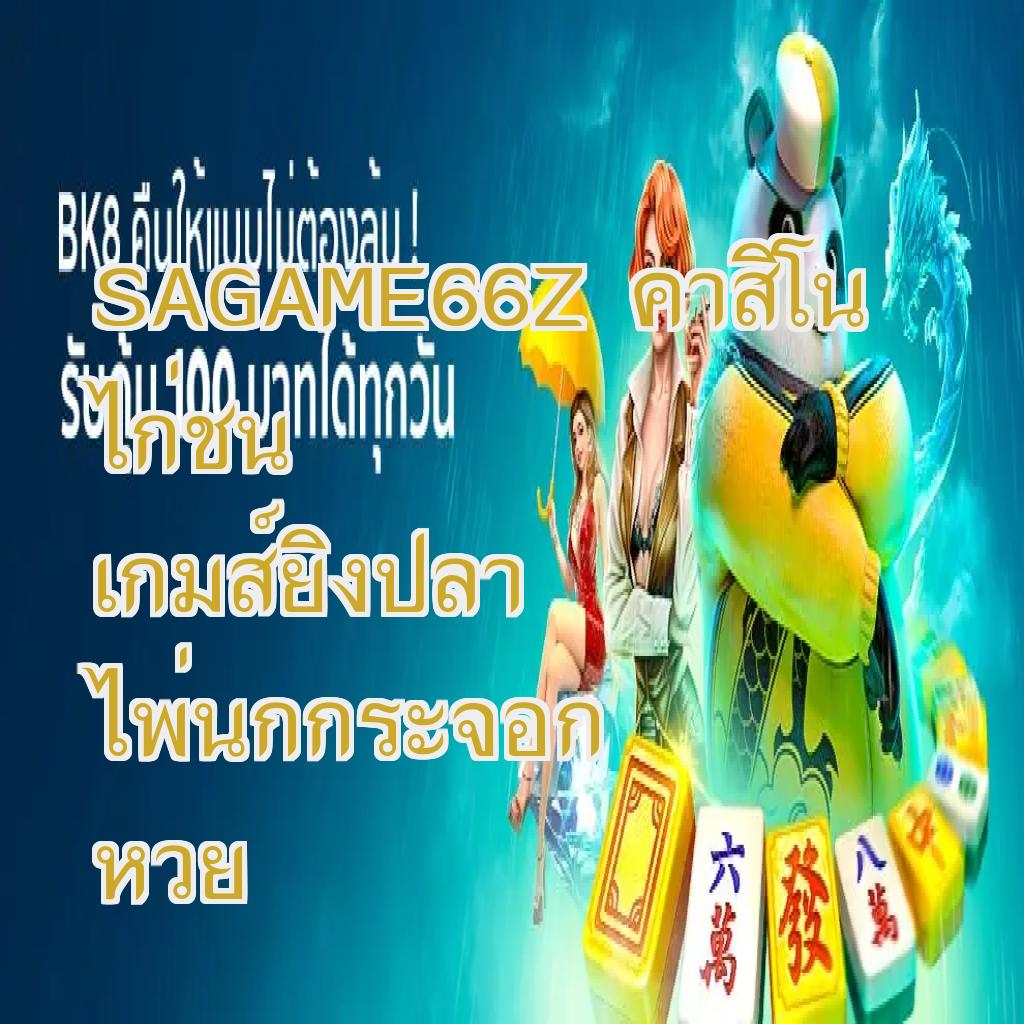 BK8 คืนให้แบบไม่ต้องลุ้น !
SAGAME66Z คาสิโน
รับเงิน 100 บาทได้ทุกวัน
ไก่ชน
เกมส์ยิงปลา
ไพ่นกกระจอก
หวย
六萬
發
八萬